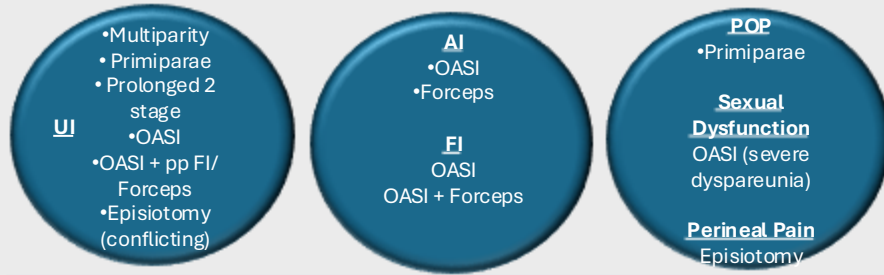 UI
•Multiparity
• Primiparae
• Prolonged 2
stage
•OASI
•OASI + pp FI/
Forceps
•Episiotomy
(conflicting)
AI
•OASI
•Forceps
FI
OASI
OASI + Forceps
POP
•Primiparae
Sexual
Dysfunction
OASI (severe
dyspareunia)
Perineal Pain
Episiotomy